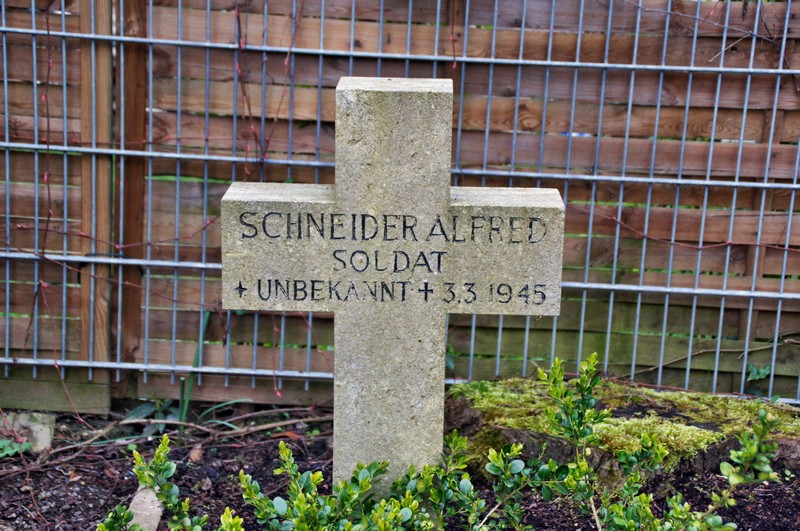 SCHNEIDER ALFRED
SOLDAT
+ UNBEKANNT + 3.3.1945